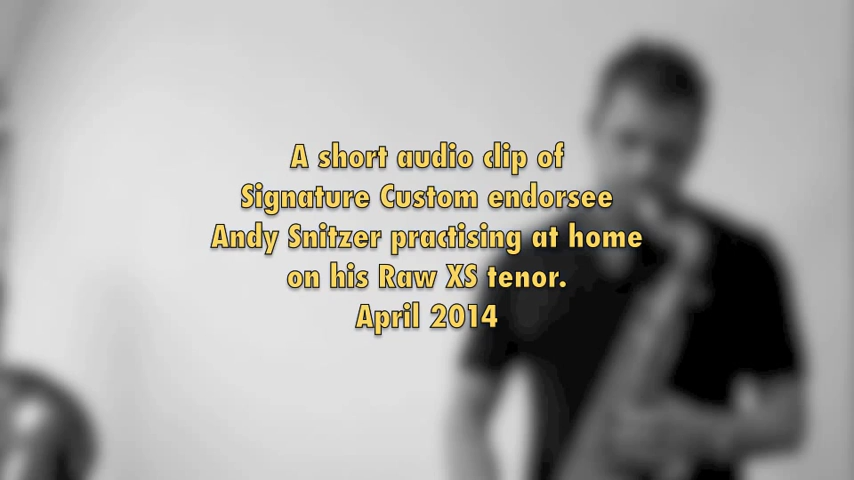 A short audio clip of
Signature Custom endorsee
Andy Snitzer practising at home
on his Raw XS tenor.
April 2014